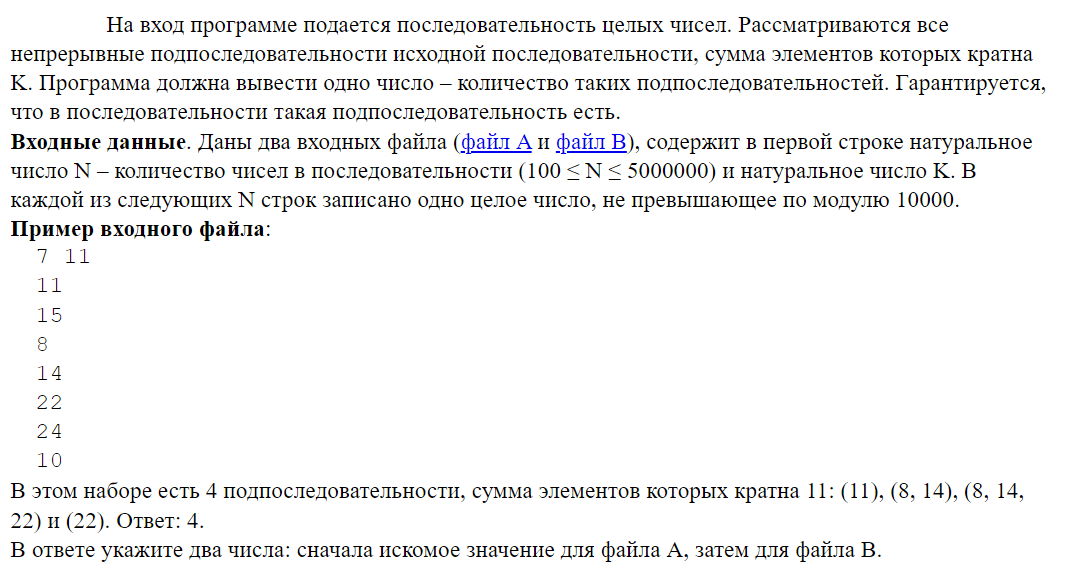 На вход программе подается последовательность целых чисел. Рассматриваются все
непрерывные подпоследовательности исходной последовательности, сумма элементов которых кратна
K. Программа должна вывести одно число – количество таких подпоследовательностей. Гарантируется,
что в последовательности такая подпоследовательность есть.
Входные данные. Даны два входных файла (файл A и файл B), содержит в первой строке натуральное
число N – количество чисел в последовательности (100 ≤ N ≤ 5000000) и натуральное число K. В
каждой из следующих N строк записано одно целое число, не превышающее по модулю 10000.
Пример входного файла:
7 11
11
15
8
14
22
24
10
В этом наборе есть 4 подпоследовательности, сумма элементов которых кратна 11: (11), (8, 14), (8, 14,
22) и (22). Ответ: 4.
В ответе укажите два числа: сначала искомое значение для файла А, затем для файла B.